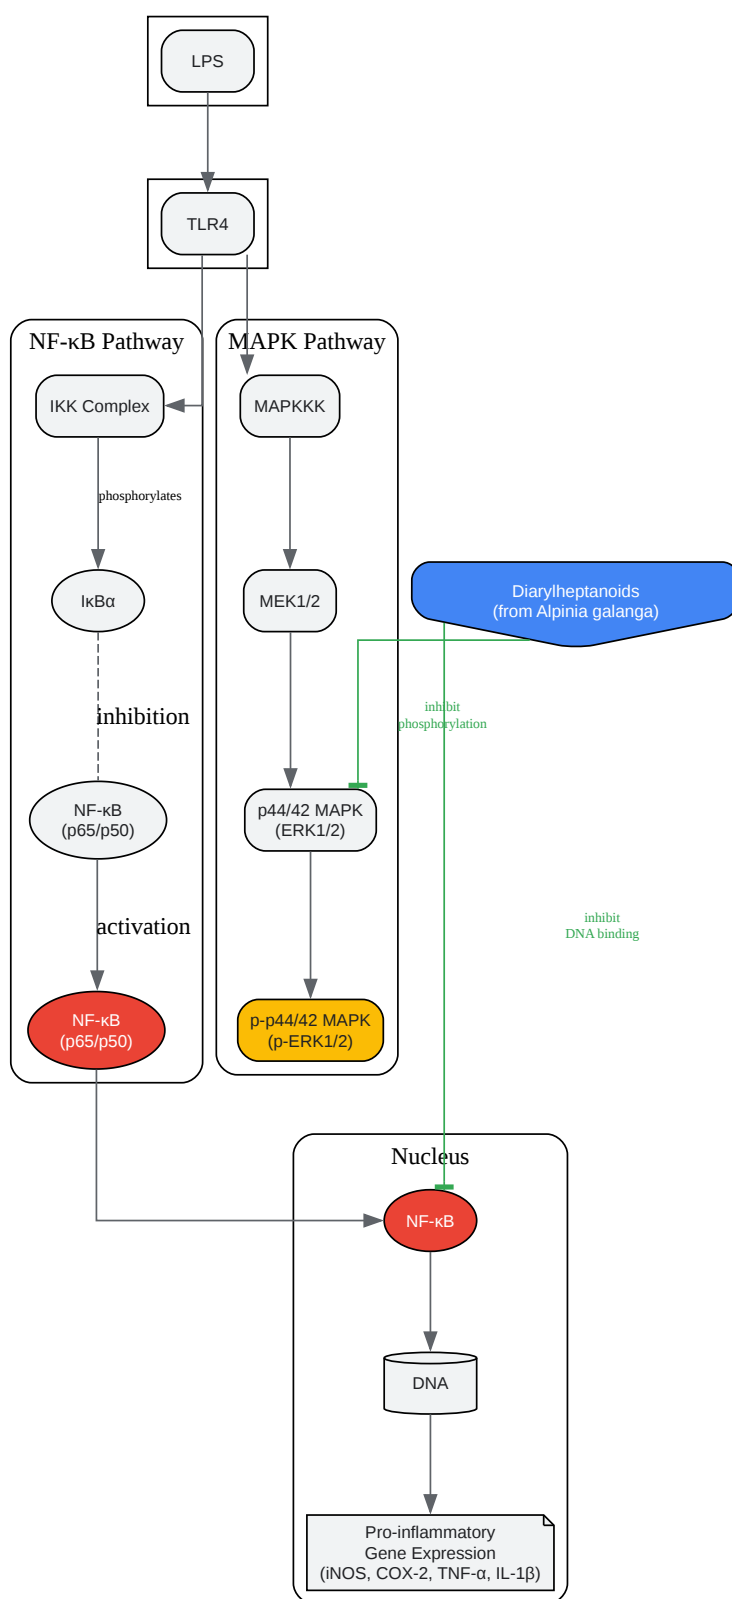 LPS
TLR4
NF-κB Pathway
MAPK Pathway
IKK Complex
MAPKKK
phosphorylates
IκBα
MEK1/2
Diarylheptanoids
(from Alpinia galanga)
inhibition
inhibit
phosphorylation
NF-κB
(p65/p50)
p44/42 MAPK
(ERK1/2)
activation
inhibit
DNA binding
NF-κB
(p65/p50)
p-p44/42 MAPK
(p-ERK1/2)
Nucleus
NF-κB
DNA
Pro-inflammatory
Gene Expression
(iNOS, COX-2, TNF-α, IL-1β)